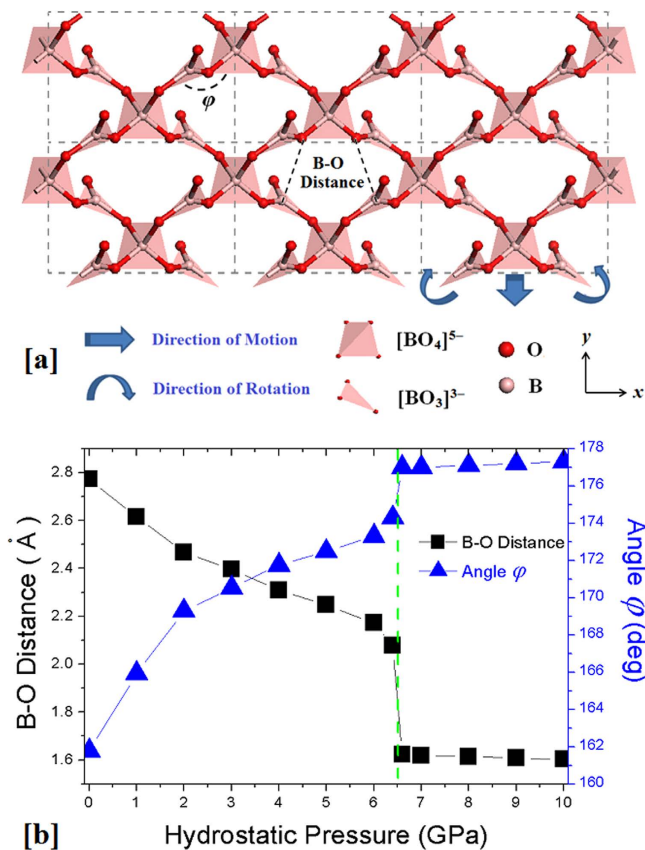 φ
B-O
Distance
[a]
Direction of Motion
Direction of Rotation
[BO₄]⁵⁻
[BO₃]³⁻
O
B
y
x
2.8
2.6
2.4
2.2
2.0
1.8
1.6
B-O Distance ( Å )
178
176
174
172
170
168
166
164
162
160
Angle φ (deg)
B-O Distance
Angle φ
0 1 2 3 4 5 6 7 8 9 10
[b]
Hydrostatic Pressure (GPa)